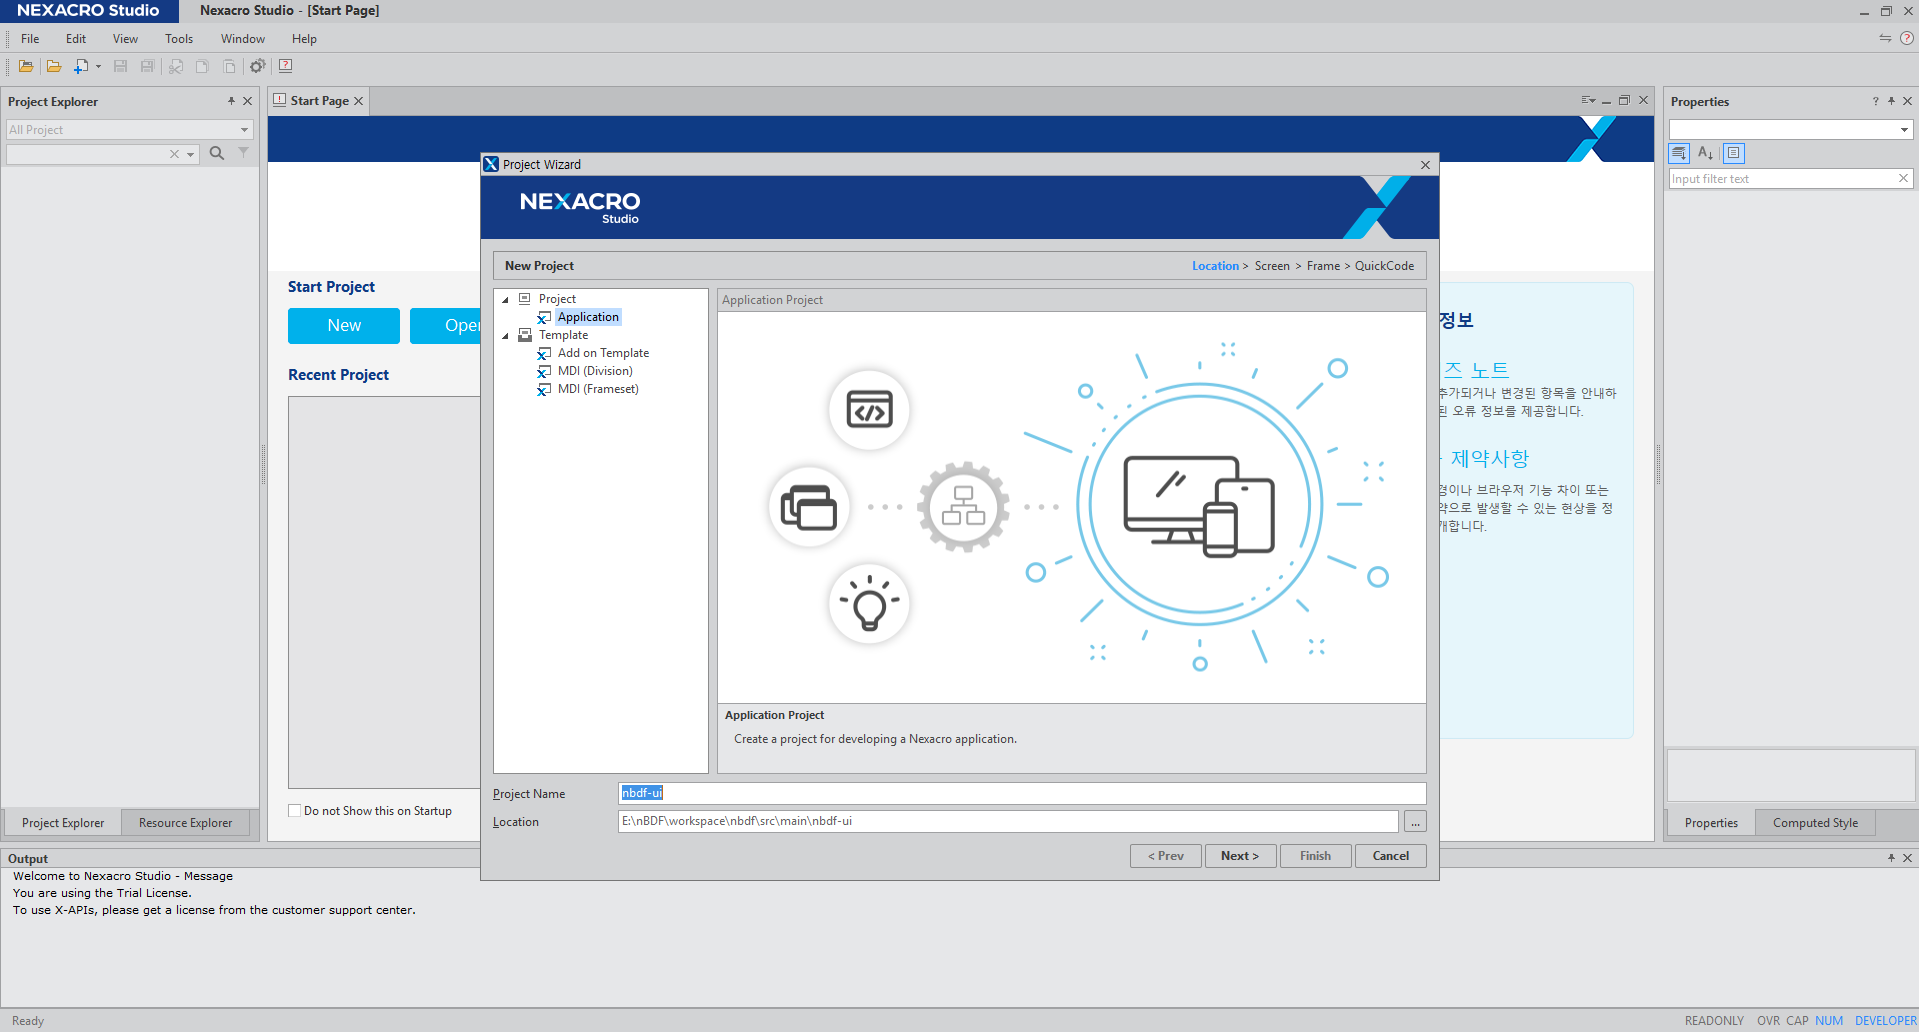 NEXACRO Studio
Nexacro Studio - [Start Page]
File Edit View Tools Window Help
Project Explorer
All Project
Start Page
Properties
Input filter text
Project Wizard
NEXACRO
Studio
New Project
Location > Screen > Frame > QuickCode
Project
Application
Template
Add on Template
MDI (Division)
MDI (Frameset)
Application Project
Application Project
Create a project for developing a Nexacro application.
Project Name
nbdf-ui
Location
E:\nBDF\workspace\nbdf\src\main\nbdf-ui
...
< Prev
Next >
Finish
Cancel
Start Project
New
Open
Recent Project
Do not Show this on Startup
정보
즈 노트
추가되거나 변경된 항목을 안내하
된 오류 정보를 제공합니다.
제약사항
경이나 브라우저 기능 차이 또는
약으로 발생할 수 있는 현상을 정
개합니다.
Project Explorer
Resource Explorer
Properties
Computed Style
Output
Welcome to Nexacro Studio - Message
You are using the Trial License.
To use X-APIs, please get a license from the customer support center.
Ready
READONLY OVR CAP NUM DEVELOPER